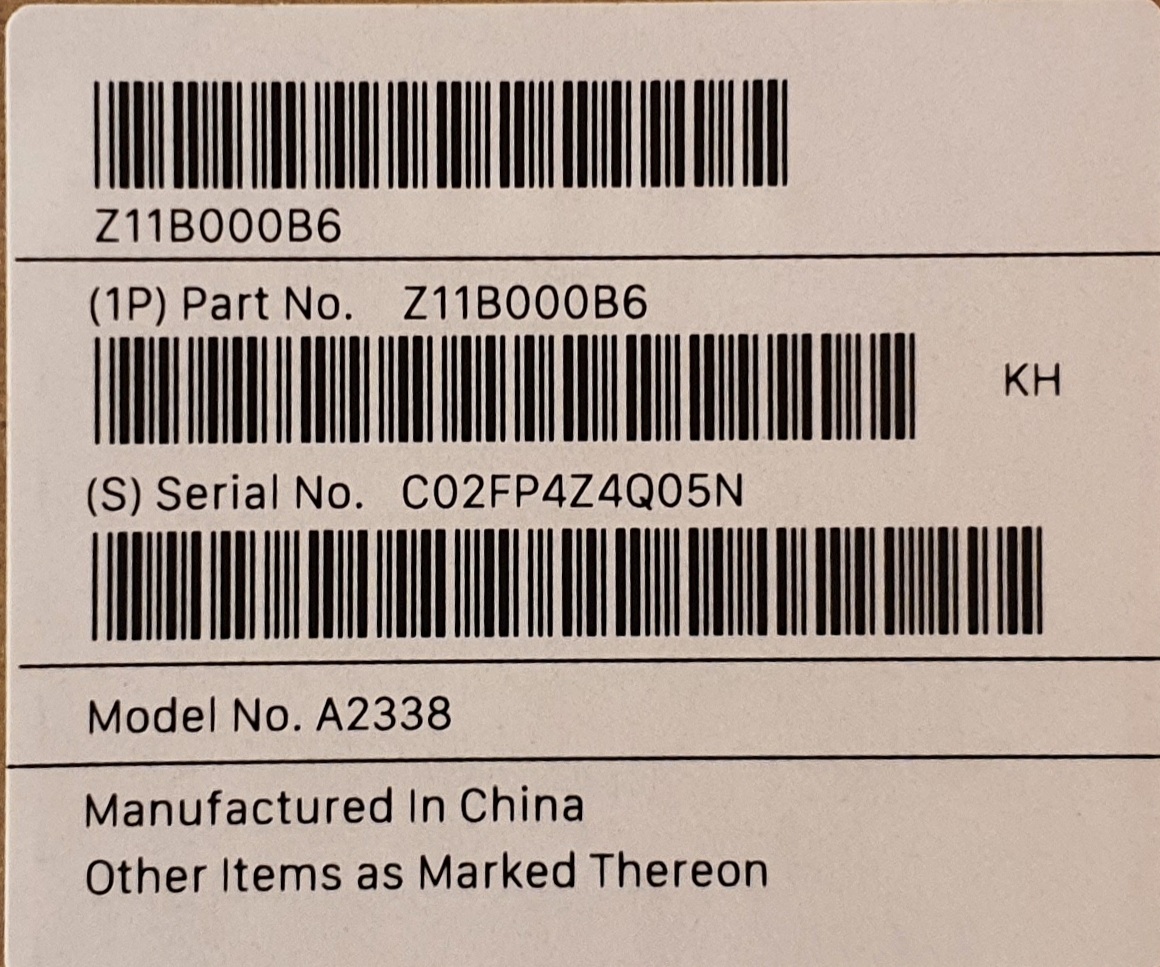 Z11B000B6
(1P) Part No. Z11B000B6
KH
(S) Serial No. C02FP4Z4Q05N
Model No. A2338
Manufactured In China
Other Items as Marked Thereon